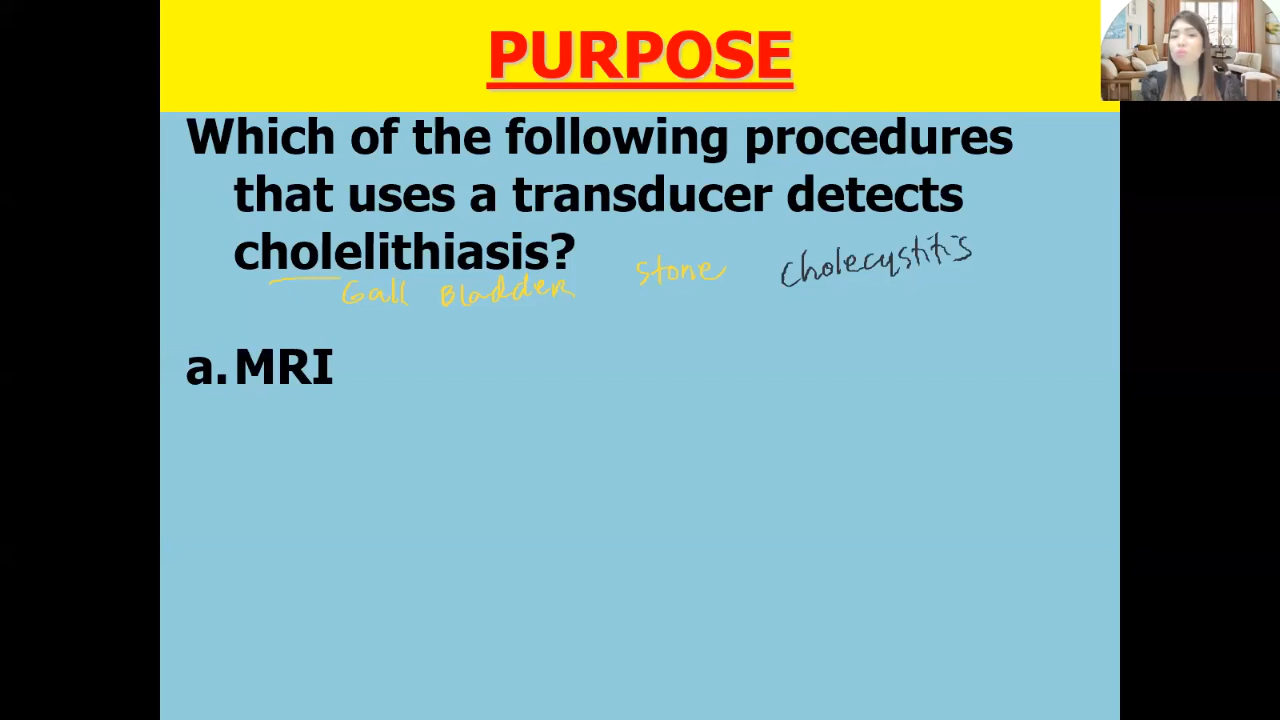 PURPOSE
Which of the following procedures
that uses a transducer detects
cholelithiasis?
Gall Bladder stone cholecystitis
a. MRI